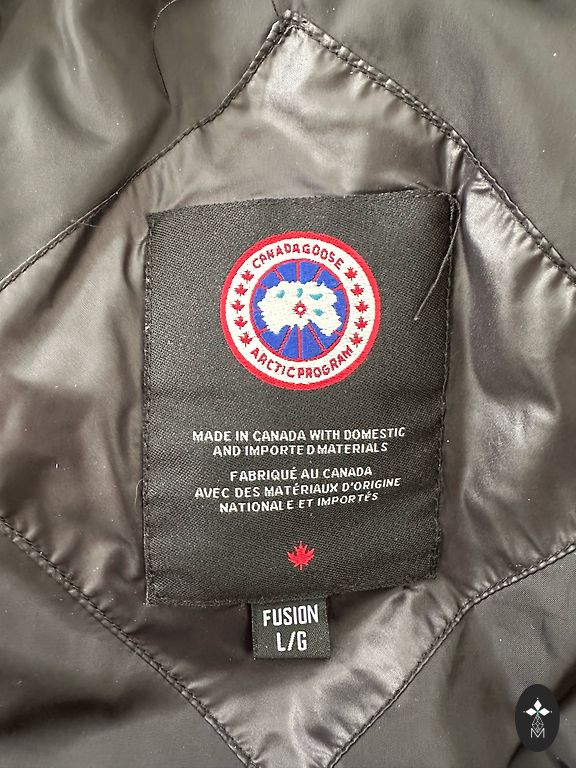 CANADA GOOSE
ARCTIC PROGRAM
MADE IN CANADA WITH DOMESTIC
AND IMPORTED MATERIALS
FABRIQUÉ AU CANADA
AVEC DES MATÉRIAUX D'ORIGINE
NATIONALE ET IMPORTÉS
FUSION
L/G
M